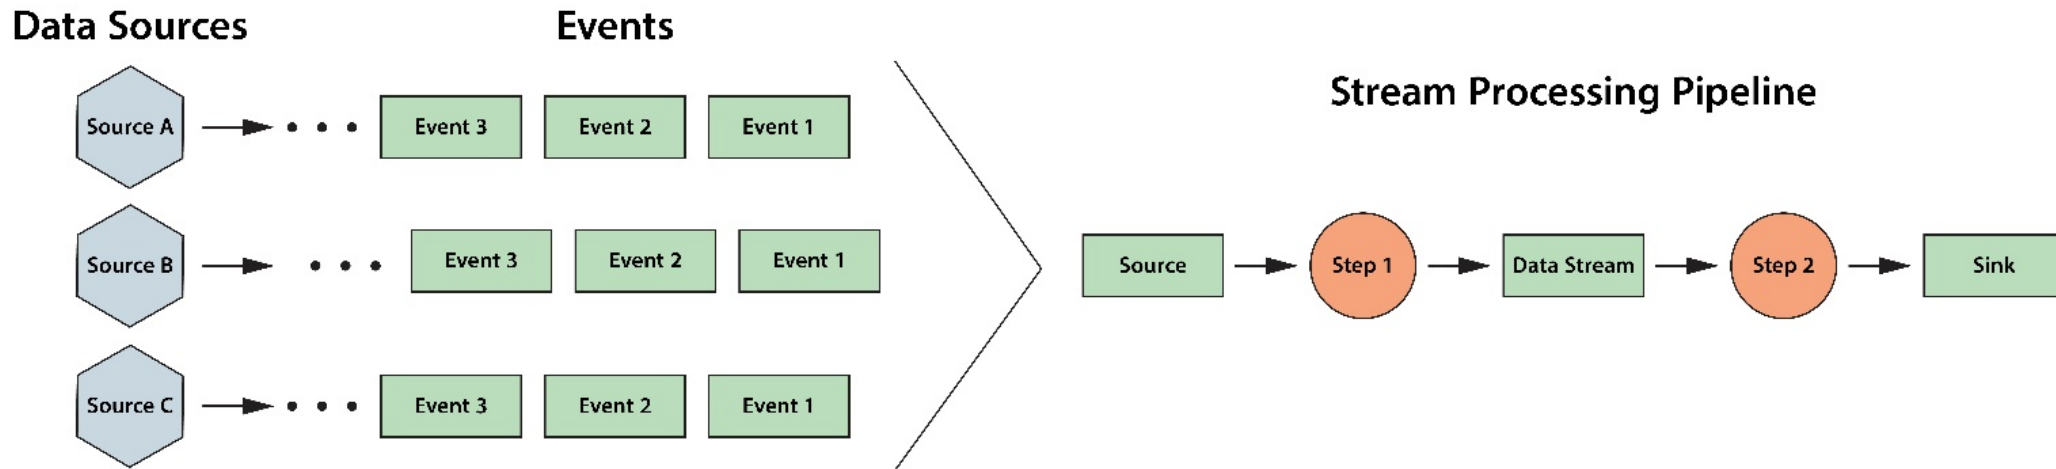 Data Sources
Events
Stream Processing Pipeline
Source A
Event 3
Event 2
Event 1
Source B
Event 3
Event 2
Event 1
Source C
Event 3
Event 2
Event 1
Source
Step 1
Data Stream
Step 2
Sink